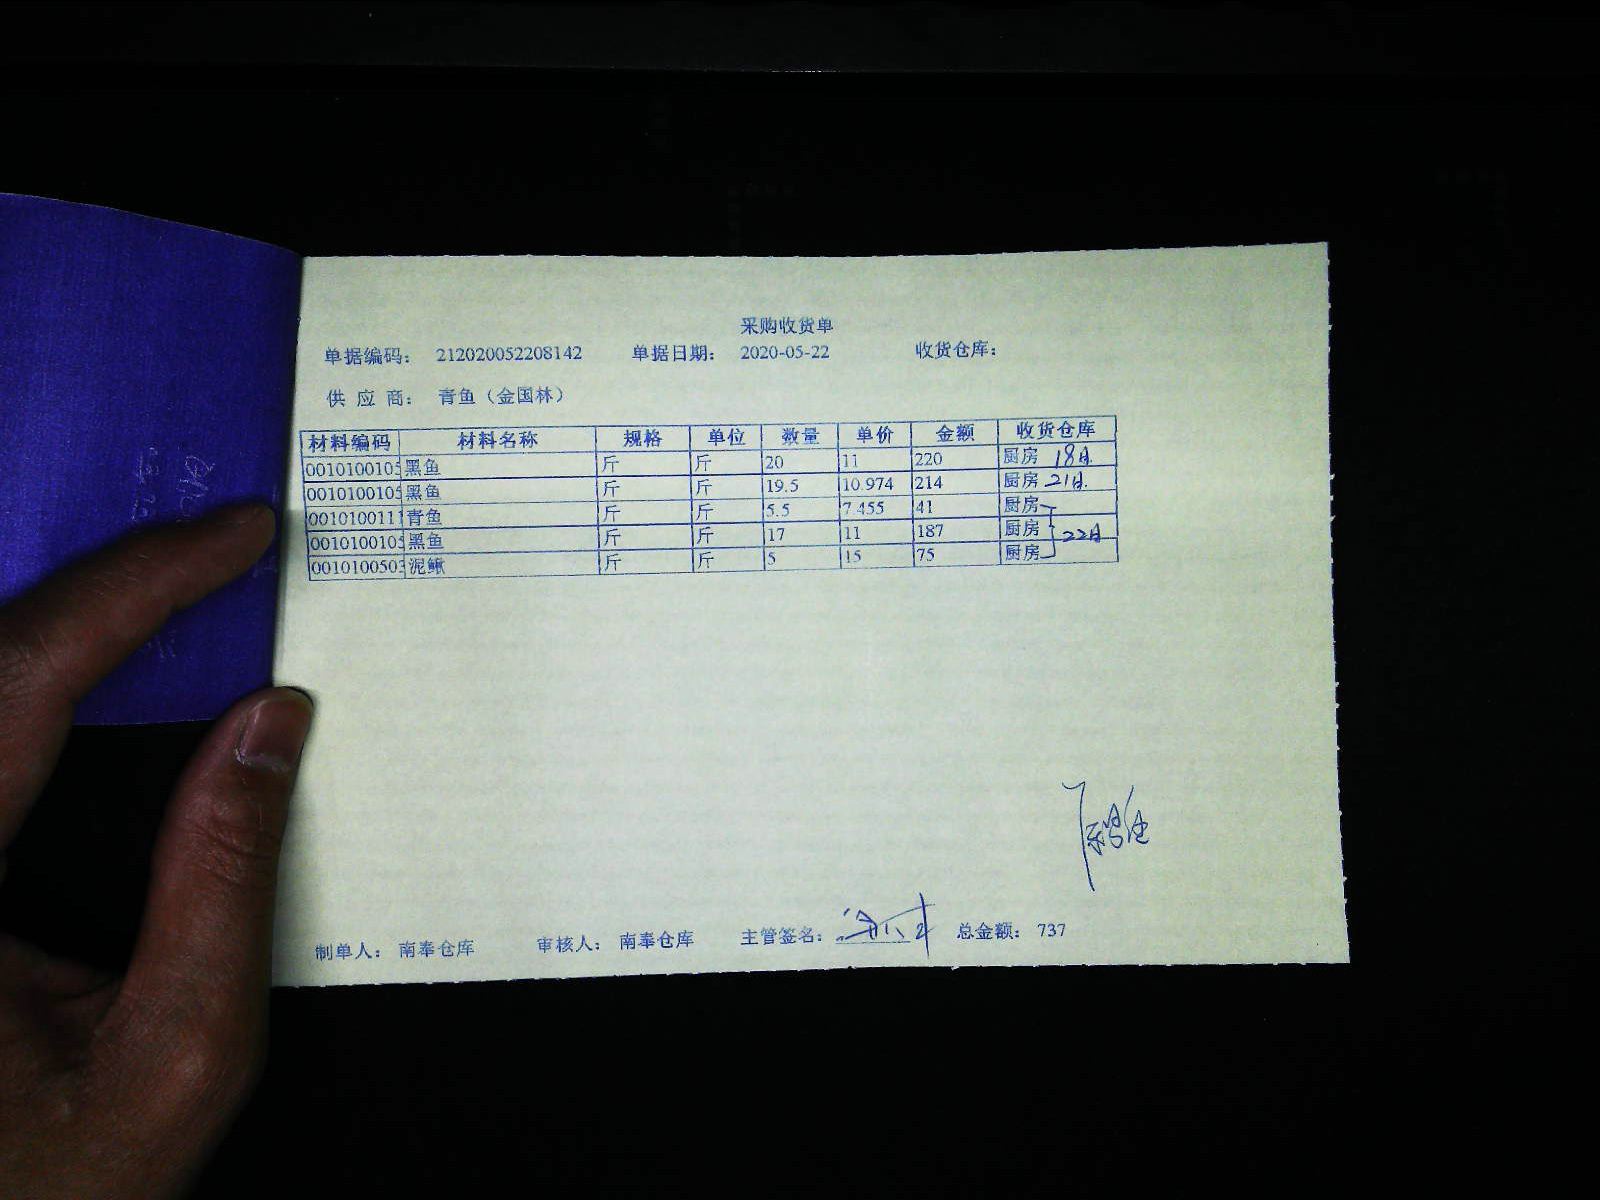 采购收货单
单据编码： 212020052208142 单据日期： 2020-05-22 收货仓库：
供 应 商： 青鱼（金国林）
材料编码 材料名称 规格 单位 数量 单价 金额 收货仓库
0010100105 黑鱼 斤 斤 20 11 220 厨房 18日
0010100105 黑鱼 斤 斤 19.5 10.974 214 厨房 21日
0010100111 青鱼 斤 斤 5.5 7.455 41 厨房
0010100105 黑鱼 斤 斤 17 11 187 厨房 22日
0010100503 泥鳅 斤 斤 5 15 75 厨房
制单人： 南奉仓库 审核人： 南奉仓库 主管签名： 总金额： 737